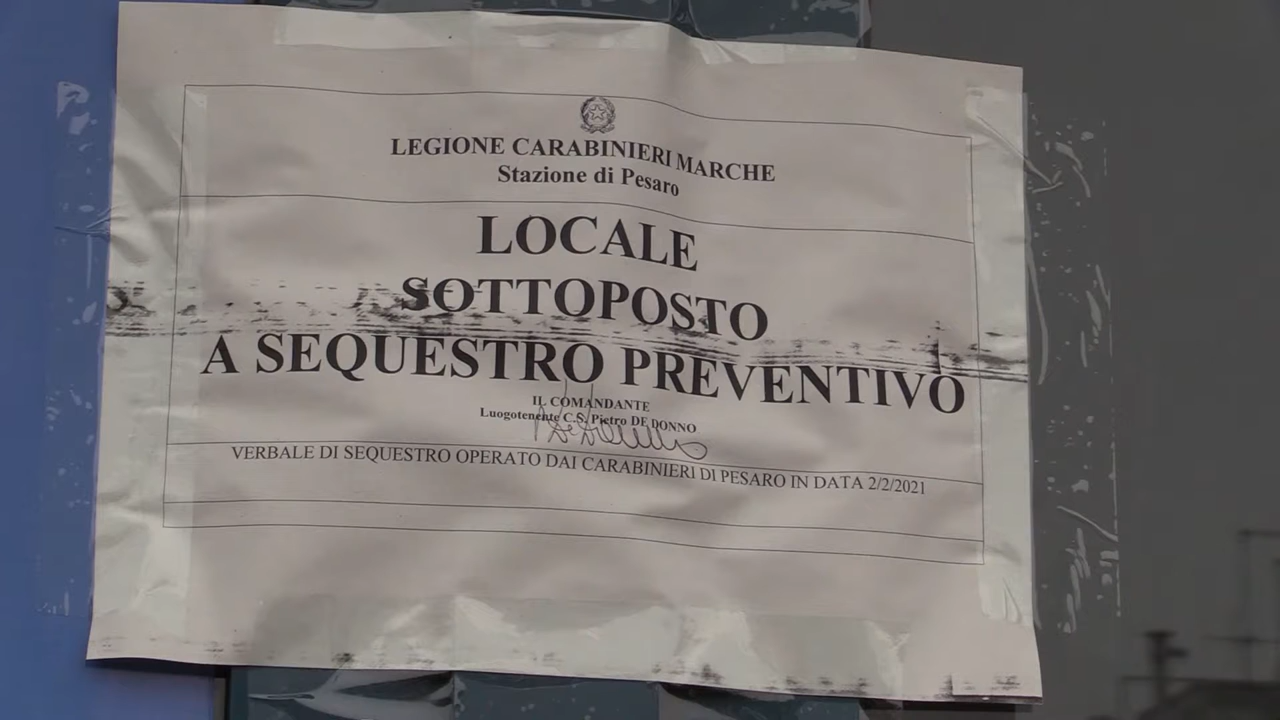 LEGIONE CARABINIERI MARCHE
Stazione di Pesaro
LOCALE
SOTTOPOSTO
A SEQUESTRO PREVENTIVO
IL COMANDANTE
Luogotenente C.S. Pietro DE DONNO
VERBALE DI SEQUESTRO OPERATO DAI CARABINIERI DI PESARO IN DATA 2/2/2021